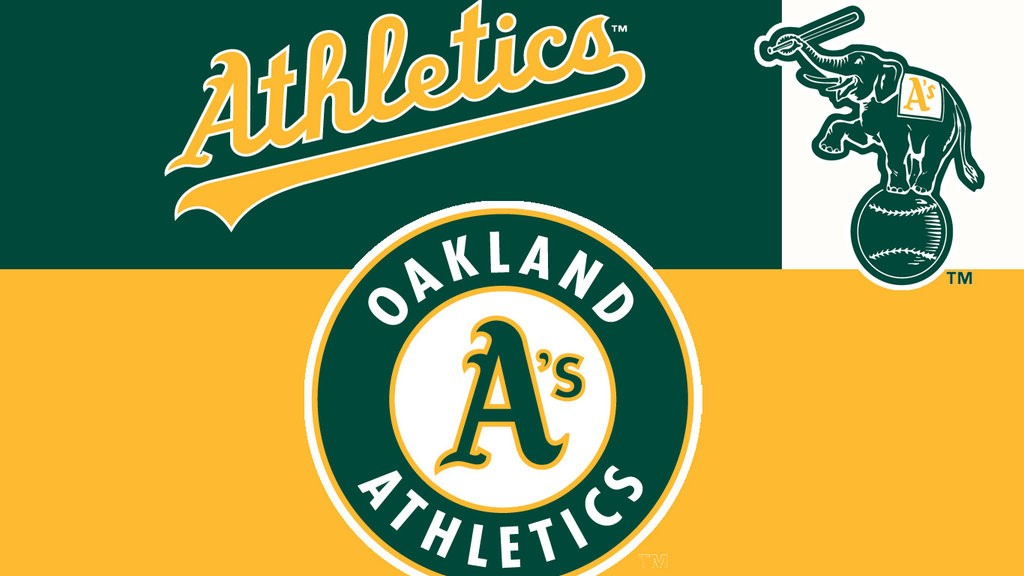 Athletics™
A's
TM
OAKLAND
A's
ATHLETICS
TM